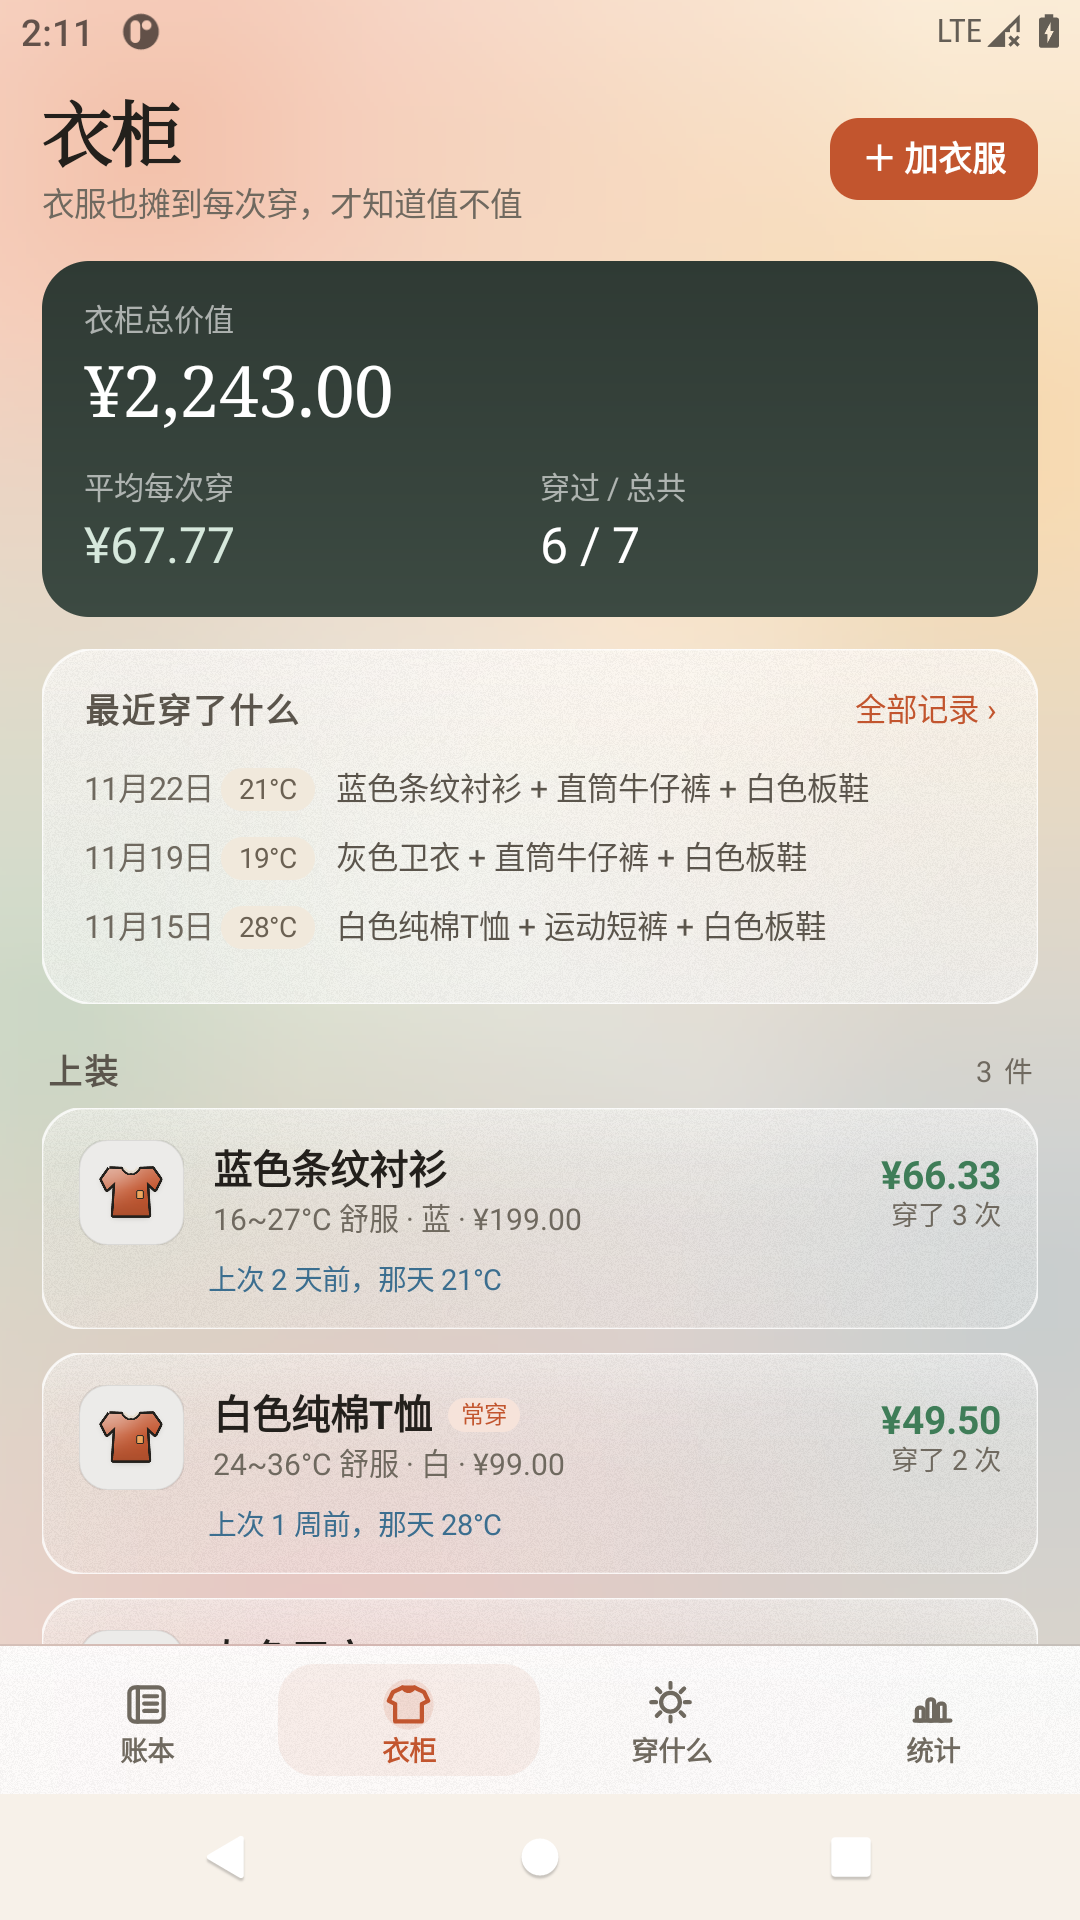 2:11
LTE
衣柜
衣服也摊到每次穿，才知道值不值
＋ 加衣服
衣柜总价值
¥2,243.00
平均每次穿
穿过 / 总共
¥67.77
6 / 7
最近穿了什么
全部记录 ›
11月22日 21°C 蓝色条纹衬衫 + 直筒牛仔裤 + 白色板鞋
11月19日 19°C 灰色卫衣 + 直筒牛仔裤 + 白色板鞋
11月15日 28°C 白色纯棉T恤 + 运动短裤 + 白色板鞋
上装
3 件
蓝色条纹衬衫
¥66.33
16~27°C 舒服 · 蓝 · ¥199.00
穿了 3 次
上次 2 天前，那天 21°C
白色纯棉T恤 常穿
¥49.50
24~36°C 舒服 · 白 · ¥99.00
穿了 2 次
上次 1 周前，那天 28°C
账本
衣柜
穿什么
统计